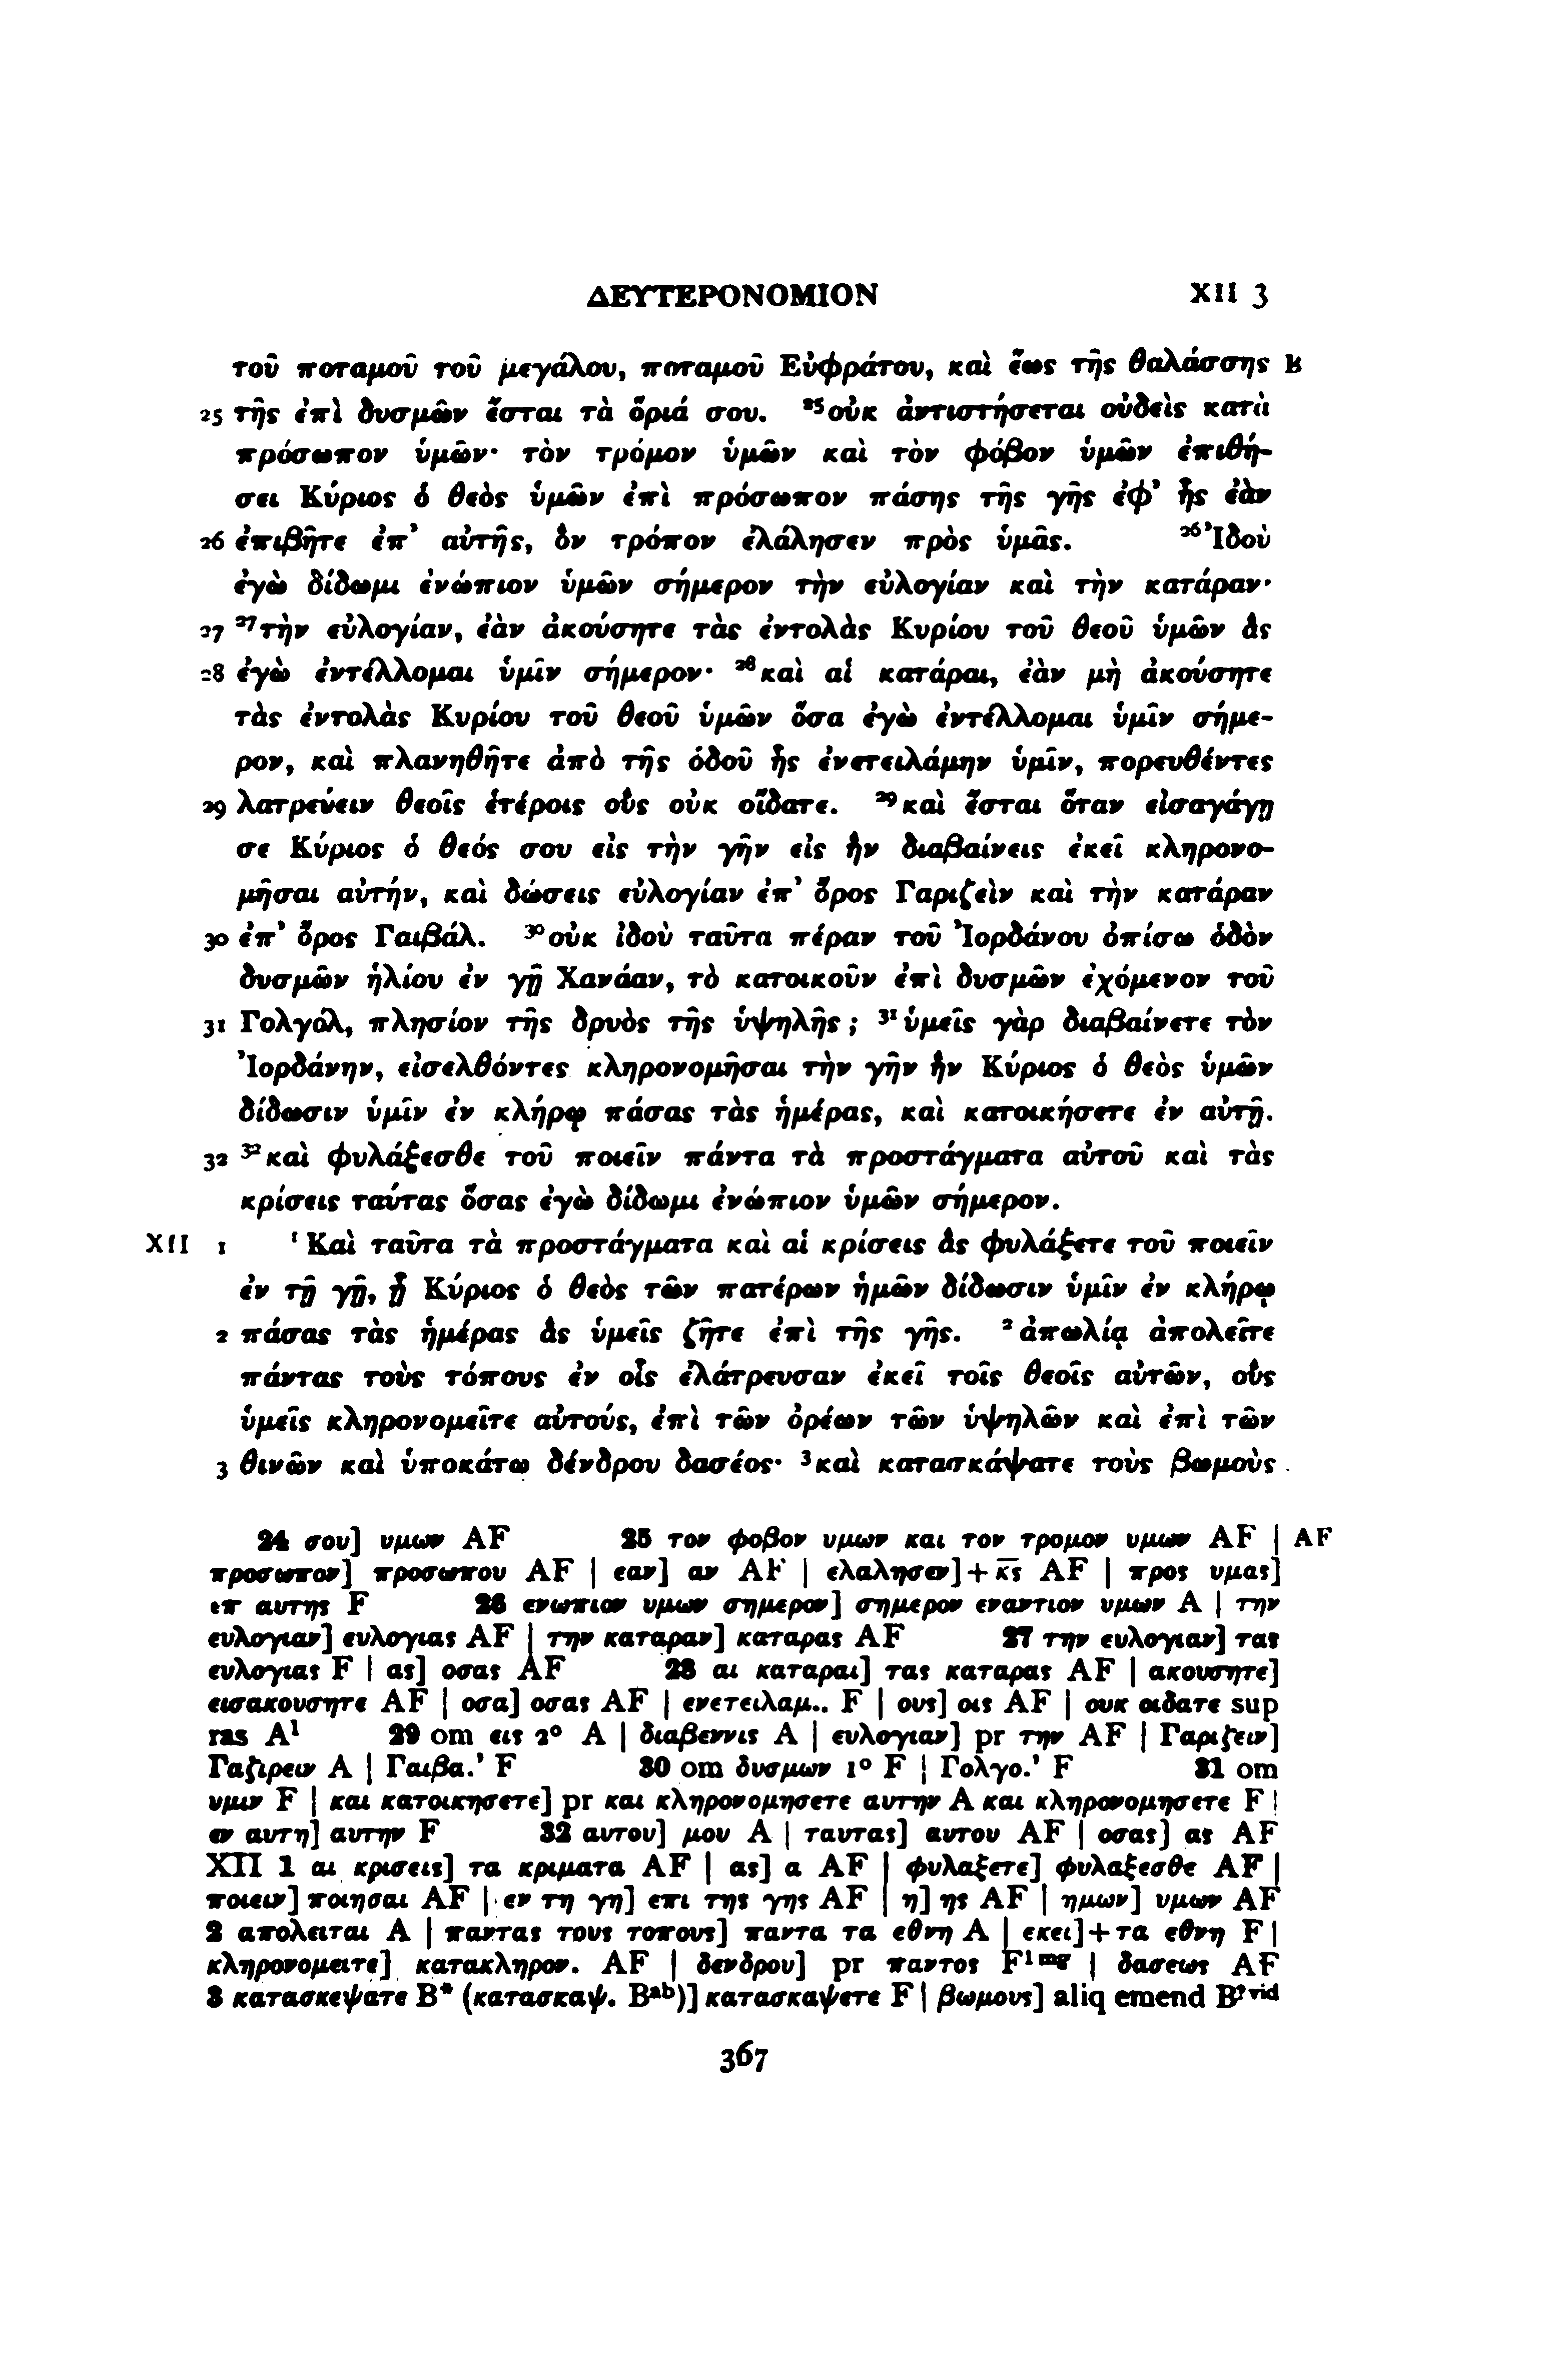 ΔΕΥΤΕΡΟΝΟΜΙΟΝ XII 3
τοῦ ποταμοῦ τοῦ μεγάλου, ποταμοῦ Εὐφράτου, καὶ ἕως τῆς θαλάσσης B
25 τῆς ἐπὶ δυσμῶν ἔσται τὰ ὅριά σου. ²⁵οὐκ ἀντιστήσεται οὐδεὶς κατὰ
πρόσωπον ὑμῶν· τὸν τρόμον ὑμῶν καὶ τὸν φόβον ὑμῶν ἐπιθή-
σει Κύριος ὁ θεὸς ὑμῶν ἐπὶ πρόσωπον πάσης τῆς γῆς ἐφ’ ἧς ἐὰν
26 ἐπιβῆτε ἐπ’ αὐτῆς, ὃν τρόπον ἐλάλησεν πρὸς ὑμᾶς. ²⁶Ἰδοὺ
ἐγὼ δίδωμι ἐνώπιον ὑμῶν σήμερον τὴν εὐλογίαν καὶ τὴν κατάραν·
27 ²⁷τὴν εὐλογίαν, ἐὰν ἀκούσητε τὰς ἐντολὰς Κυρίου τοῦ θεοῦ ὑμῶν ἃς
28 ἐγὼ ἐντέλλομαι ὑμῖν σήμερον· ²⁸καὶ αἱ κατάραι, ἐὰν μὴ ἀκούσητε
τὰς ἐντολὰς Κυρίου τοῦ θεοῦ ὑμῶν ὅσα ἐγὼ ἐντέλλομαι ὑμῖν σήμε-
ρον, καὶ πλανηθῆτε ἀπὸ τῆς ὁδοῦ ἧς ἐνετειλάμην ὑμῖν, πορευθέντες
29 λατρεύειν θεοῖς ἑτέροις οὓς οὐκ οἴδατε. ²⁹καὶ ἔσται ὅταν εἰσαγάγῃ
σε Κύριος ὁ θεός σου εἰς τὴν γῆν εἰς ἣν διαβαίνεις ἐκεῖ κληρονο-
μῆσαι αὐτήν, καὶ δώσεις εὐλογίαν ἐπ’ ὄρος Γαριζεὶν καὶ τὴν κατάραν
30 ἐπ’ ὄρος Γαιβάλ. ³⁰οὐκ ἰδοὺ ταῦτα πέραν τοῦ Ἰορδάνου ὀπίσω ὁδὸν
δυσμῶν ἡλίου ἐν γῇ Χανάαν, τὸ κατοικοῦν ἐπὶ δυσμῶν ἐχόμενον τοῦ
31 Γολγόλ, πλησίον τῆς δρυὸς τῆς ὑψηλῆς; ³¹ὑμεῖς γὰρ διαβαίνετε τὸν
Ἰορδάνην, εἰσελθόντες κληρονομῆσαι τὴν γῆν ἣν Κύριος ὁ θεὸς ὑμῶν
δίδωσιν ὑμῖν ἐν κλήρῳ πάσας τὰς ἡμέρας, καὶ κατοικήσετε ἐν αὐτῇ.
32 ³²καὶ φυλάξεσθε τοῦ ποιεῖν πάντα τὰ προστάγματα αὐτοῦ καὶ τὰς
κρίσεις ταύτας ὅσας ἐγὼ δίδωμι ἐνώπιον ὑμῶν σήμερον.
XII 1 ¹Καὶ ταῦτα τὰ προστάγματα καὶ αἱ κρίσεις ἃς φυλάξετε τοῦ ποιεῖν
ἐν τῇ γῇ, ᾗ Κύριος ὁ θεὸς τῶν πατέρων ἡμῶν δίδωσιν ὑμῖν ἐν κλήρῳ
2 πάσας τὰς ἡμέρας ἃς ὑμεῖς ζῆτε ἐπὶ τῆς γῆς. ²ἀπωλίᾳ ἀπολεῖτε
πάντας τοὺς τόπους ἐν οἷς ἐλάτρευσαν ἐκεῖ τοῖς θεοῖς αὐτῶν, οὓς
ὑμεῖς κληρονομεῖτε αὐτούς, ἐπὶ τῶν ὀρέων τῶν ὑψηλῶν καὶ ἐπὶ τῶν
3 θινῶν καὶ ὑποκάτω δένδρου δασέος· ³καὶ κατασκάψατε τοὺς βωμοὺς
24 σου] υμων AF 25 τον φοβον υμων και τον τρομον υμων AF | AF
προσωπον] προσωπου AF | εαν] αν AF | ελαλησεν]+κ̅ς̅ AF | προς υμας]
επ αυτης F 26 ενωπιον υμων σημερον] σημερον εναντιον υμων A | την
ευλογιαν] ευλογιας AF | την καταραν] καταρας AF 27 την ευλογιαν] τας
ευλογιας F | ας] οσας AF 28 αι καταραι] τας καταρας AF | ακουσητε]
εισακουσητε AF | οσα] οσας AF | ενετειλαμ.. F | ους] οις AF | ουκ οιδατε sup
ras A¹ 29 om εις 2° A | διαβεννις A | ευλογιαν] pr την AF | Γαριζειν]
Γαζιρειν A | Γαιβα.’ F 30 om δυσμων 1° F | Γολγο.’ F 31 om
υμιν F | και κατοικησετε] pr και κληρονομησετε αυτην A και κληρονομησετε F |
εν αυτη] αυτην F 32 αυτου] μου A | ταυτας] αυτου AF | οσας] ας AF
XII 1 αι κρισεις] τα κριματα AF | ας] α AF | φυλαξετε] φυλαξεσθε AF |
ποιειν] ποιησαι AF | εν τη γη] επι της γης AF | η] ης AF | ημων] υμων AF
2 απολειται A | παντας τους τοπους] παντα τα εθνη A | εκει]+τα εθνη F |
κληρονομειτε] κατακληρον. AF | δενδρου] pr παντος F¹ᵐᵍ | δασεως AF
3 κατασκεψατε B* (κατασκαψ. Bᵃᵇ)] κατασκαψετε F | βωμους] aliq emend B?ᵛⁱᵈ
367